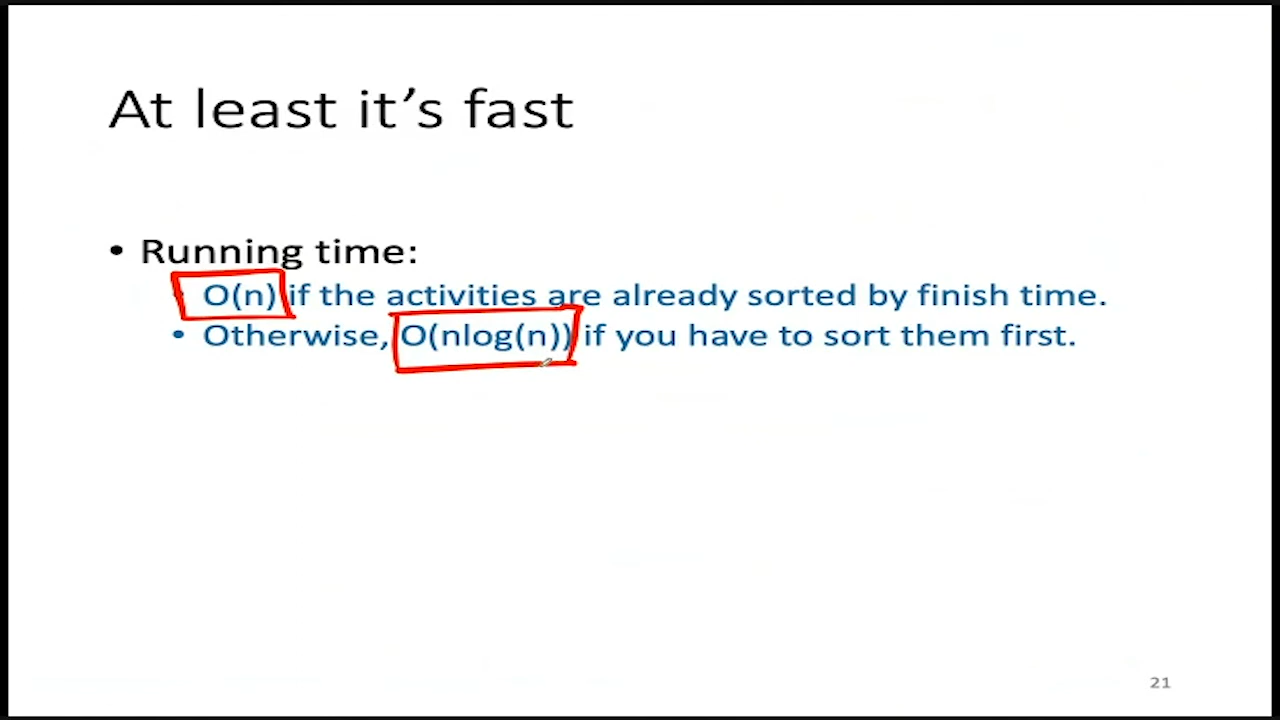 At least it's fast
• Running time:
O(n) if the activities are already sorted by finish time.
• Otherwise, O(nlog(n)) if you have to sort them first.
21